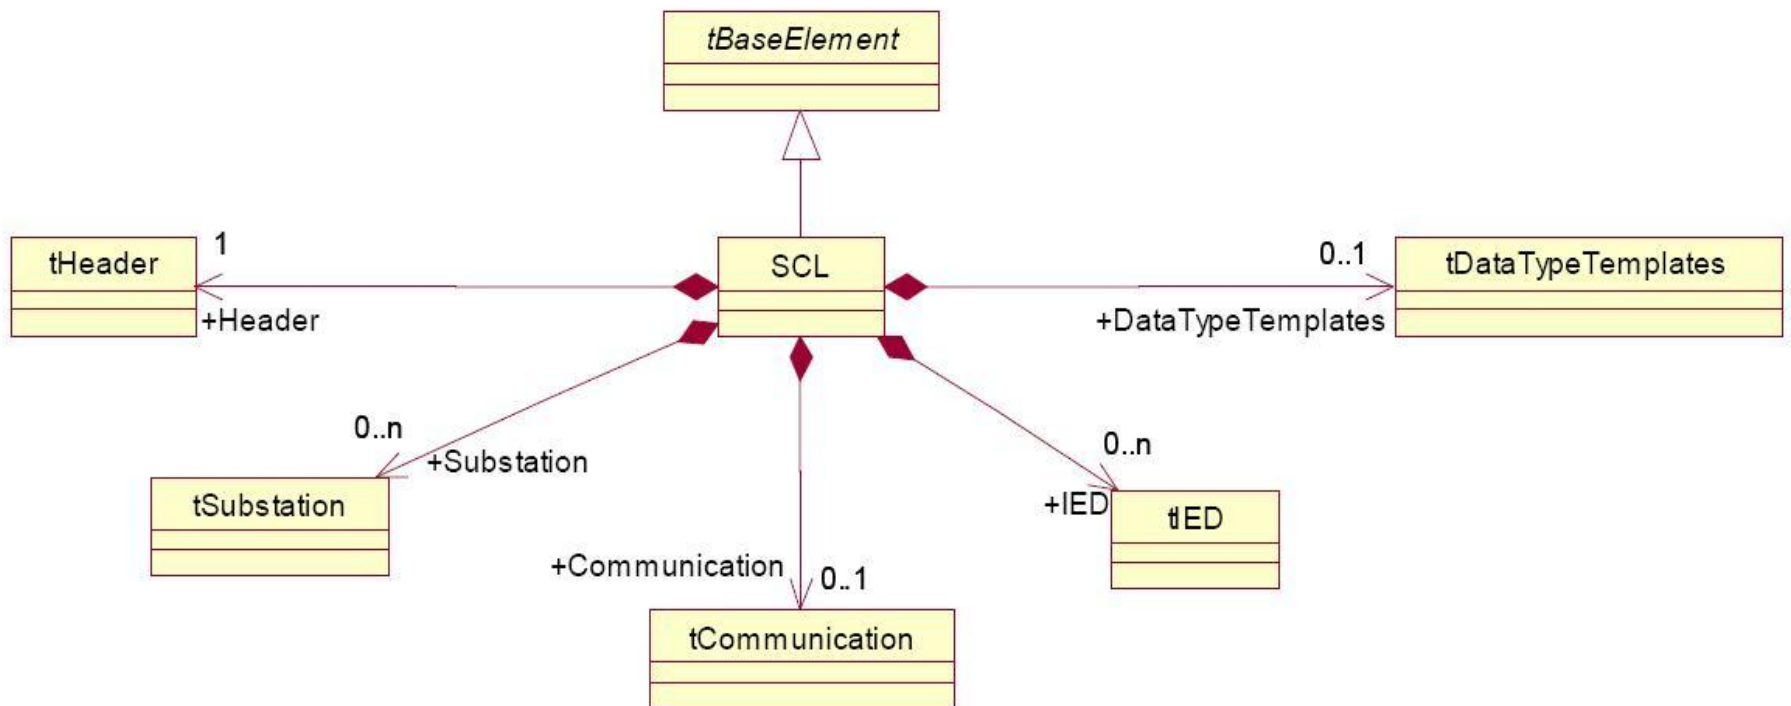 tBaseElement
tHeader
1
+Header
SCL
0..1
+DataTypeTemplates
tDataTypeTemplates
0..n
+Substation
tSubstation
+Communication
0..1
tCommunication
0..n
+IED
tIED